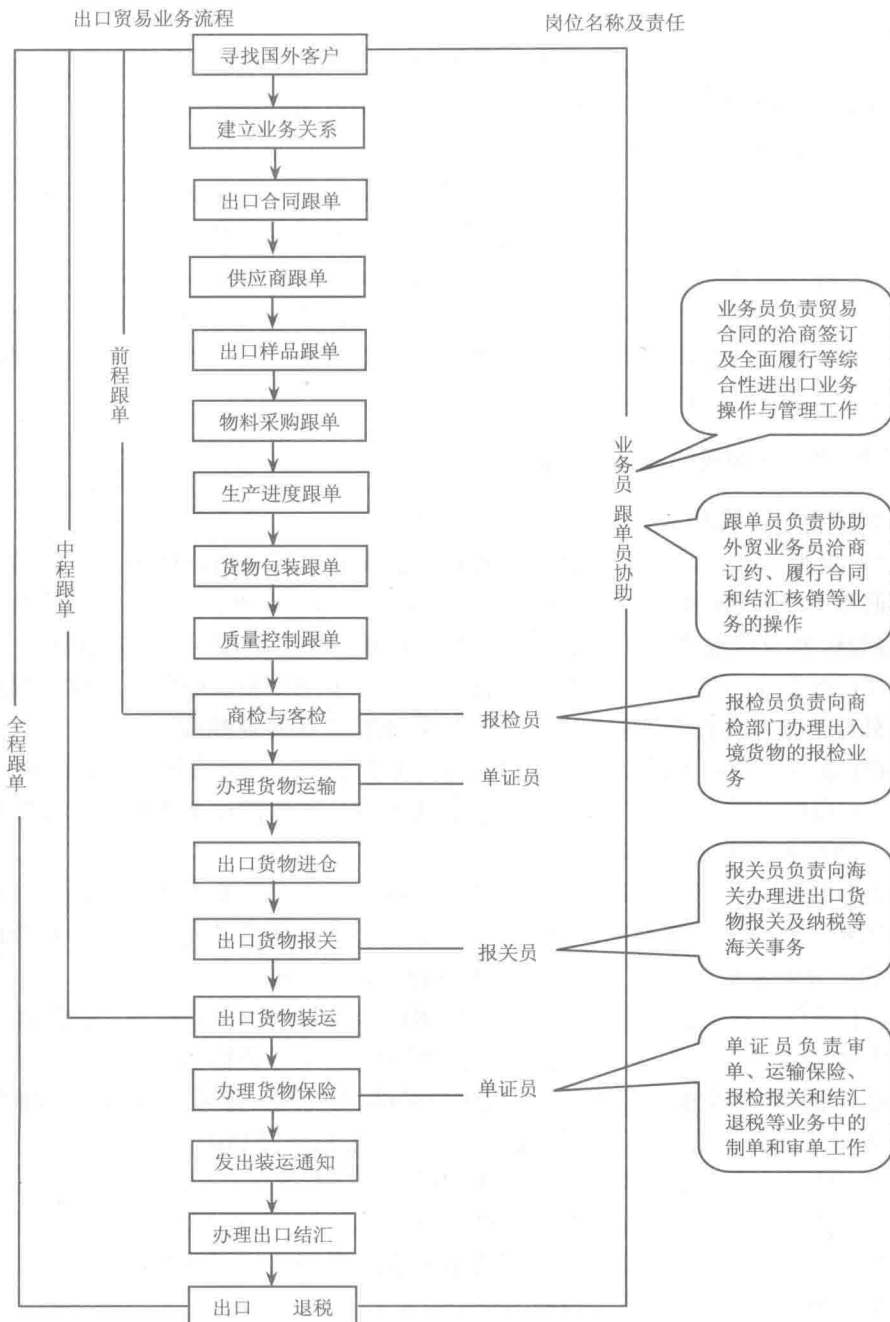 出口贸易业务流程
岗位名称及责任
寻找国外客户
建立业务关系
出口合同跟单
供应商跟单
出口样品跟单
物料采购跟单
生产进度跟单
货物包装跟单
质量控制跟单
商检与客检
办理货物运输
出口货物进仓
出口货物报关
出口货物装运
办理货物保险
发出装运通知
办理出口结汇
出口 退税
前程跟单
中程跟单
全程跟单
业务员 跟单员协助
报检员
单证员
报关员
单证员
业务员负责贸易
合同的洽商签订
及全面履行等综
合性进出口业务
操作与管理工作
跟单员负责协助
外贸业务员洽商
订约、履行合同
和结汇核销等业
务的操作
报检员负责向商
检部门办理出入
境货物的报检业
务
报关员负责向海
关办理进出口货
物报关及纳税等
海关事务
单证员负责审
单、运输保险、
报检报关和结汇
退税等业务中的
制单和审单工作